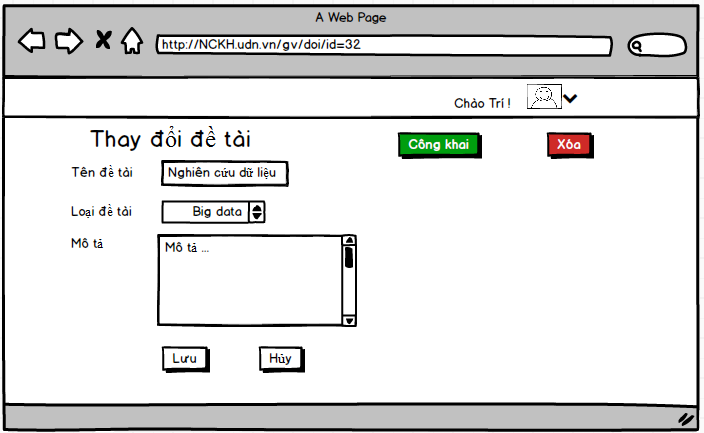 A Web Page
http://NCKH.udn.vn/gv/doi/id=32
Chào Trí !
Thay đổi đề tài
Công khai
Xóa
Tên đề tài
Nghiên cứu dữ liệu
Loại đề tài
Big data
Mô tả
Mô tả ...
Lưu
Hủy